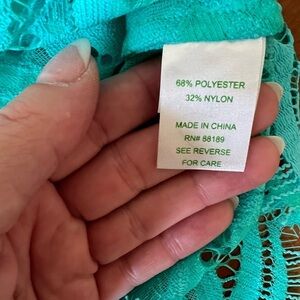 68% POLYESTER
32% NYLON
MADE IN CHINA
RN# 88189
SEE REVERSE
FOR CARE